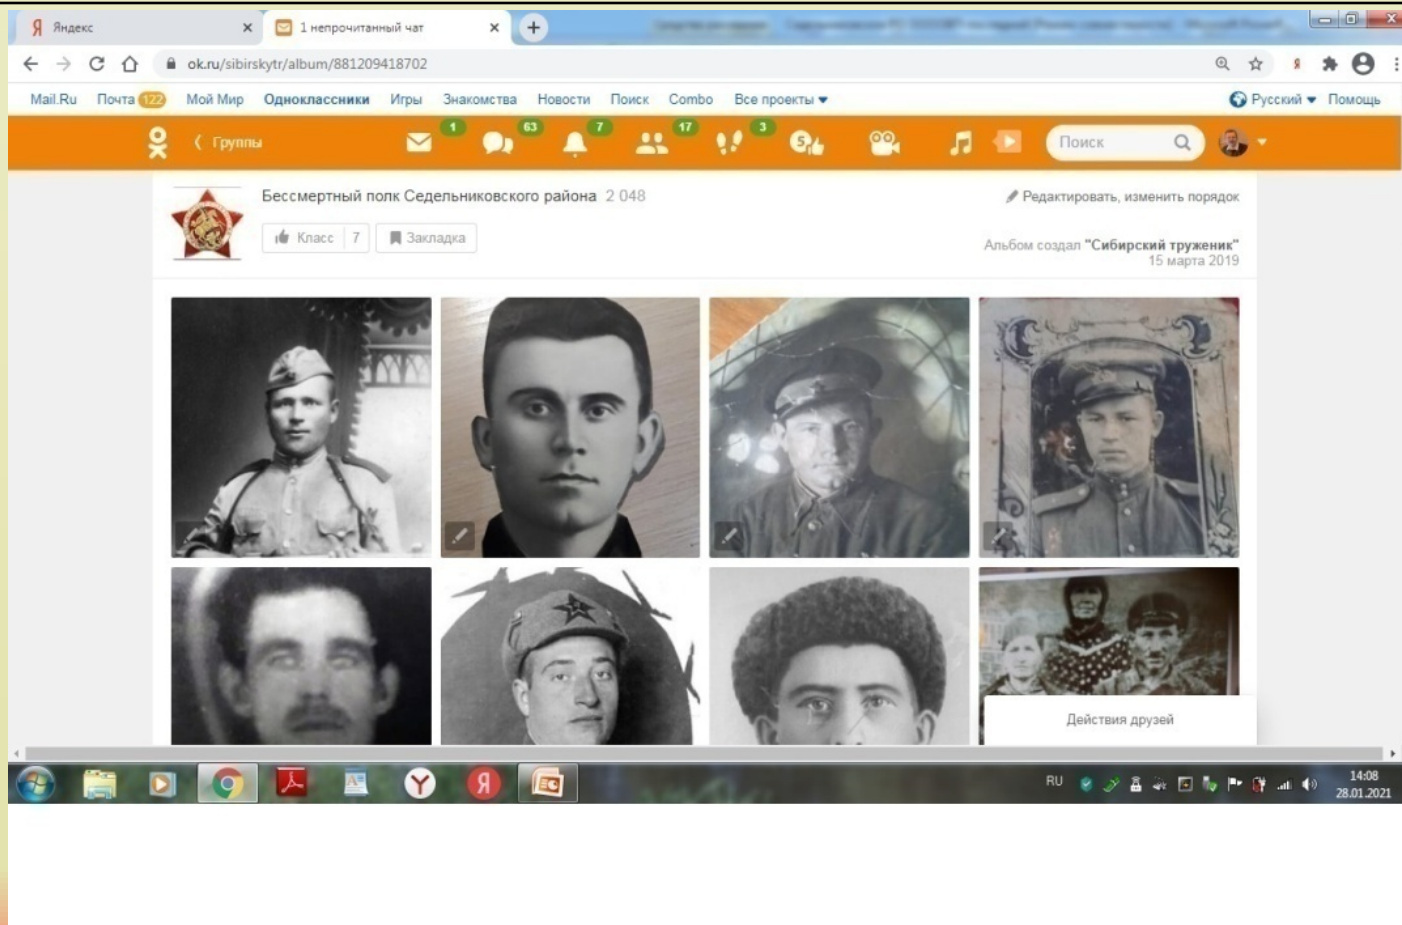 Яндекс
1 непрочитанный чат
ok.ru/sibirskytr/album/881209418702
Mail.Ru Почта 122 Мой Мир Одноклассники Игры Знакомства Новости Поиск Combo Все проекты Русский Помощь
Группы 1 63 7 17 3 Поиск
Бессмертный полк Седельниковского района 2 048
Редактировать, изменить порядок
Класс 7 Закладка
Альбом создал "Сибирский труженик"
15 марта 2019
Действия друзей
RU 14:08
28.01.2021